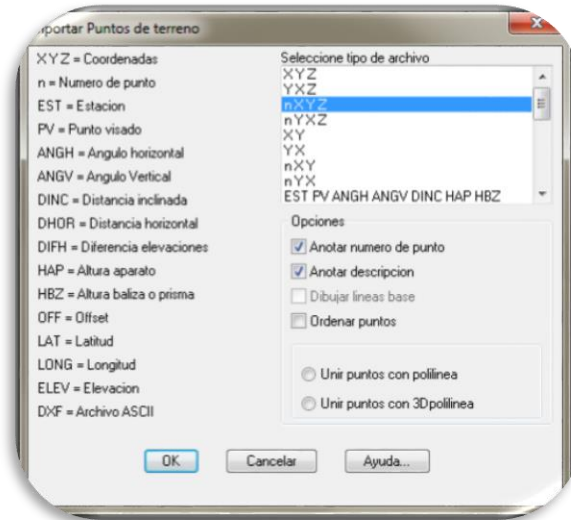 mportar Puntos de terreno
X Y Z = Coordenadas
n = Numero de punto
EST = Estacion
PV = Punto visado
ANGH = Angulo horizontal
ANGV = Angulo Vertical
DINC = Distancia inclinada
DHOR = Distancia horizontal
DIFH = Diferencia elevaciones
HAP = Altura aparato
HBZ = Altura baliza o prisma
OFF = Offset
LAT = Latitud
LONG = Longitud
ELEV = Elevacion
DXF = Archivo ASCII
Seleccione tipo de archivo
XYZ
YXZ
nXYZ
nYXZ
XY
YX
nXY
nYX
EST PV ANGH ANGV DINC HAP HBZ
Opciones
Anotar numero de punto
Anotar descripcion
Dibujar lineas base
Ordenar puntos
Unir puntos con polilinea
Unir puntos con 3Dpolilinea
OK Cancelar Ayuda...